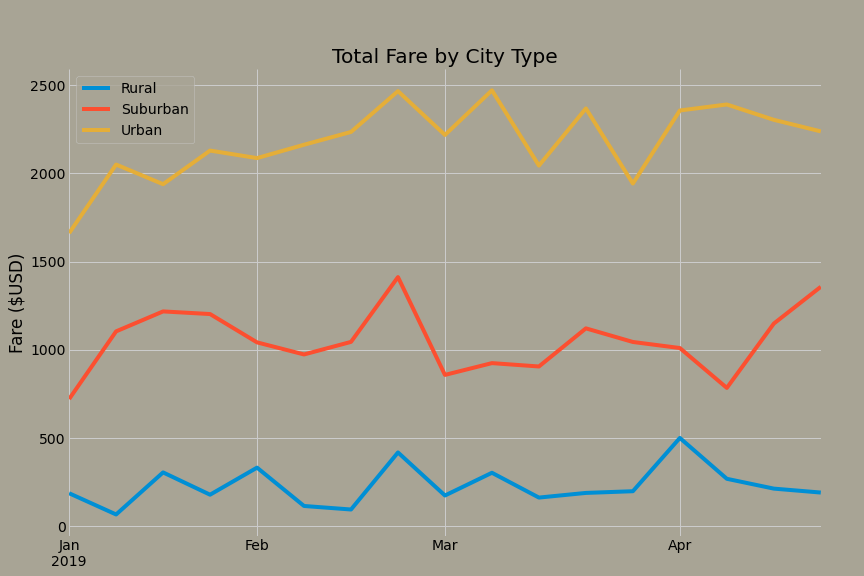 Total Fare by City Type
Rural
Suburban
Urban
Fare ($USD)
2500
2000
1500
1000
500
0
Jan Feb Mar Apr
2019